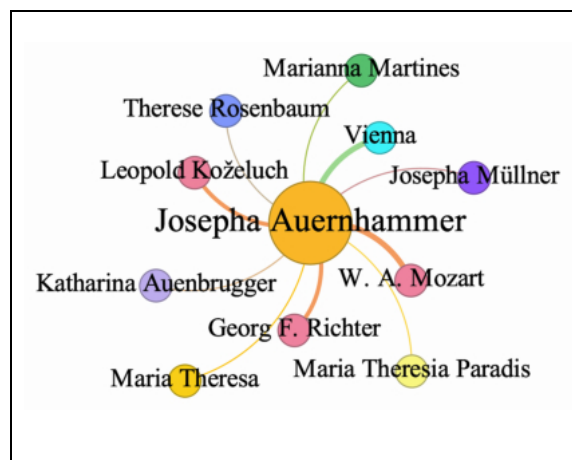 Marianna Martines
Therese Rosenbaum
Vienna
Leopold Koželuch
Josepha Müllner
Josepha Auernhammer
Katharina Auenbrugger
W. A. Mozart
Georg F. Richter
Maria Theresa
Maria Theresia Paradis